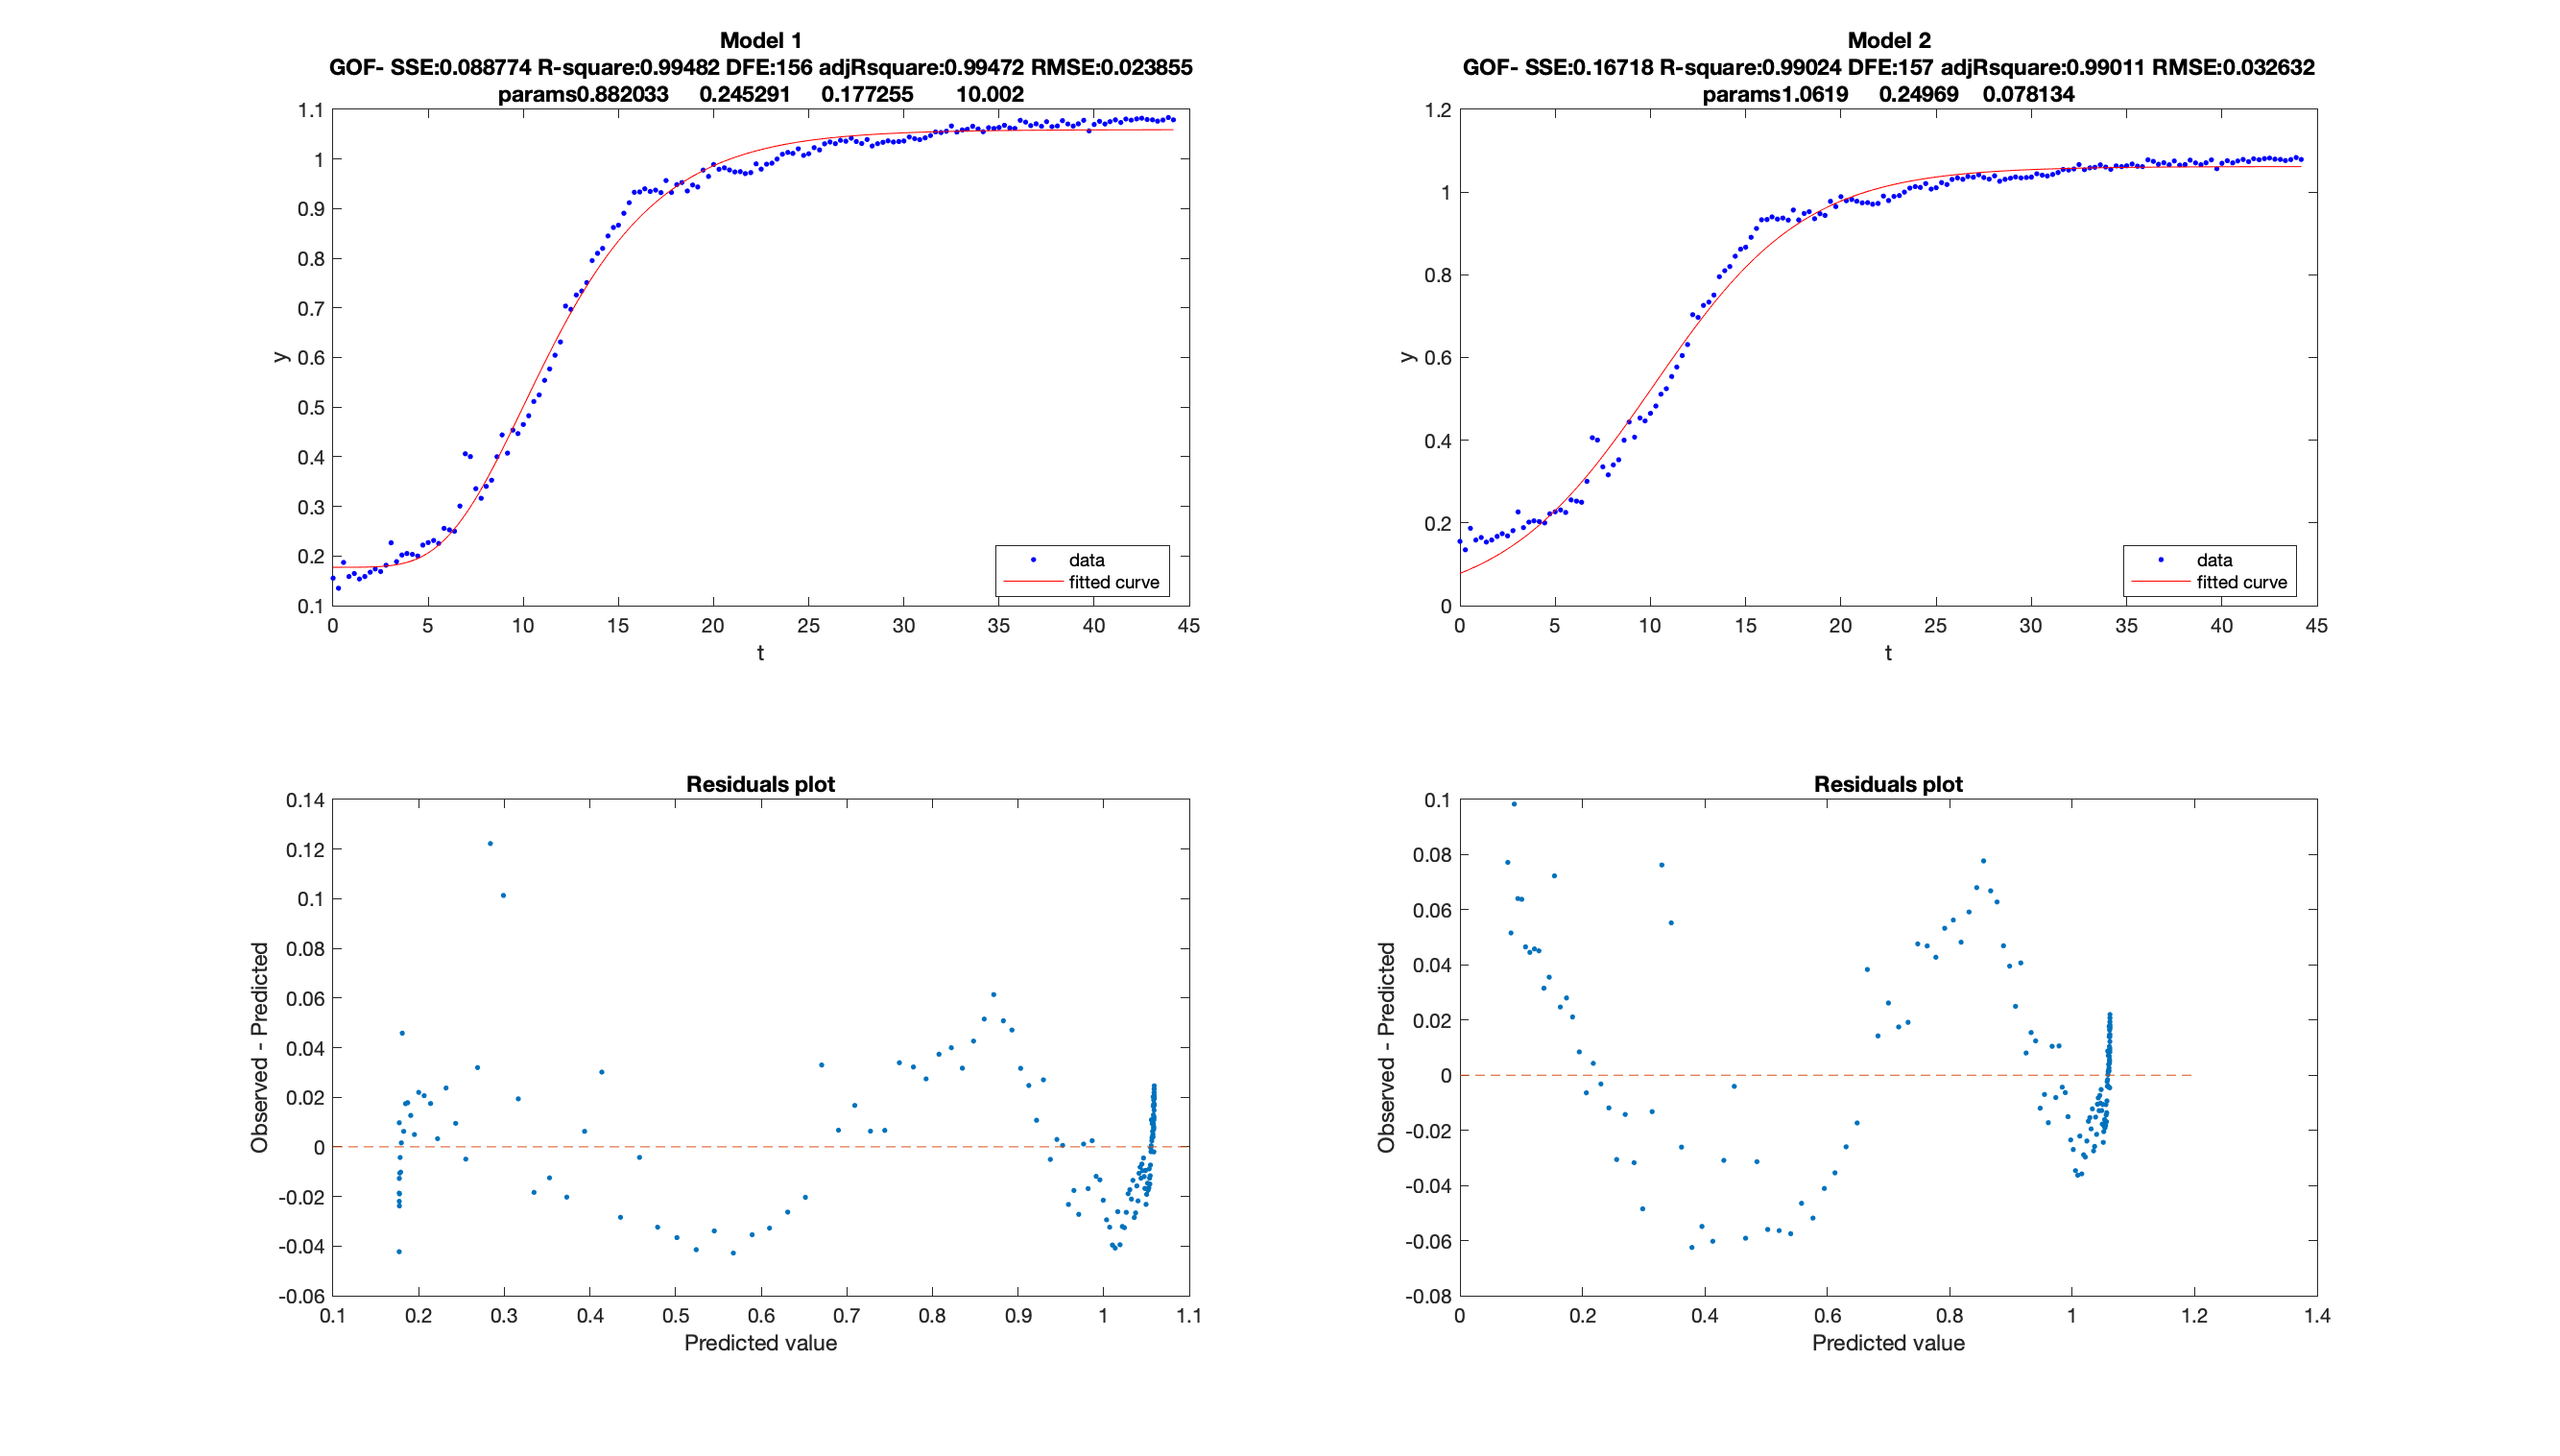 Model 1
GOF- SSE:0.088774 R-square:0.99482 DFE:156 adjRsquare:0.99472 RMSE:0.023855
params0.882033 0.245291 0.177255 10.002
1.1
1
0.9
0.8
0.7
0.6
0.5
0.4
0.3
0.2
0.1
y
0 5 10 15 20 25 30 35 40 45
t
data
fitted curve
Model 2
GOF- SSE:0.16718 R-square:0.99024 DFE:157 adjRsquare:0.99011 RMSE:0.032632
params1.0619 0.24969 0.078134
1.2
1
0.8
0.6
0.4
0.2
0
y
0 5 10 15 20 25 30 35 40 45
t
data
fitted curve
Residuals plot
0.14
0.12
0.1
0.08
0.06
0.04
0.02
0
-0.02
-0.04
-0.06
Observed - Predicted
0.1 0.2 0.3 0.4 0.5 0.6 0.7 0.8 0.9 1 1.1
Predicted value
Residuals plot
0.1
0.08
0.06
0.04
0.02
0
-0.02
-0.04
-0.06
-0.08
Observed - Predicted
0 0.2 0.4 0.6 0.8 1 1.2 1.4
Predicted value